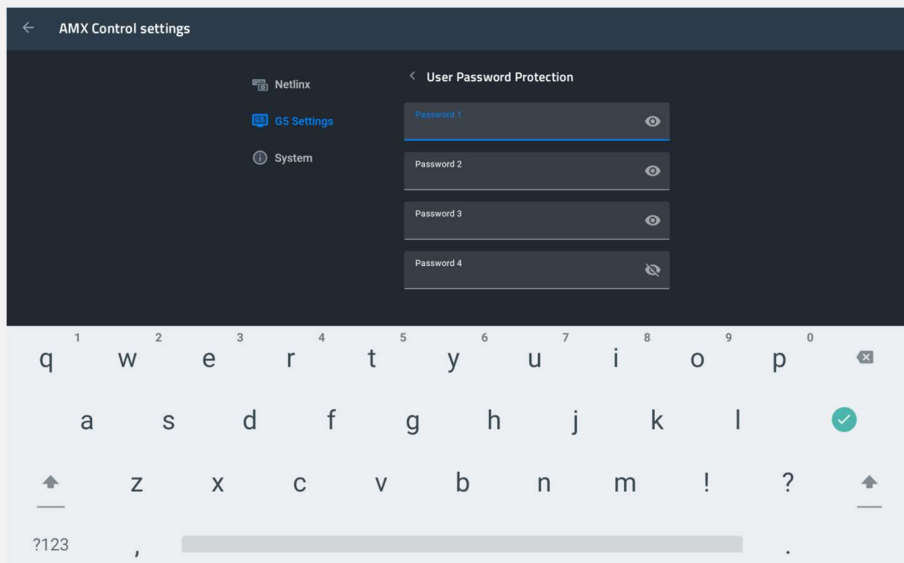 AMX Control settings
Netlinx
G5 Settings
System
User Password Protection
Password 1
Password 2
Password 3
Password 4
1 2 3 4 5 6 7 8 9 0
q w e r t y u i o p
a s d f g h j k l
z x c v b n m ! ?
?123 , .